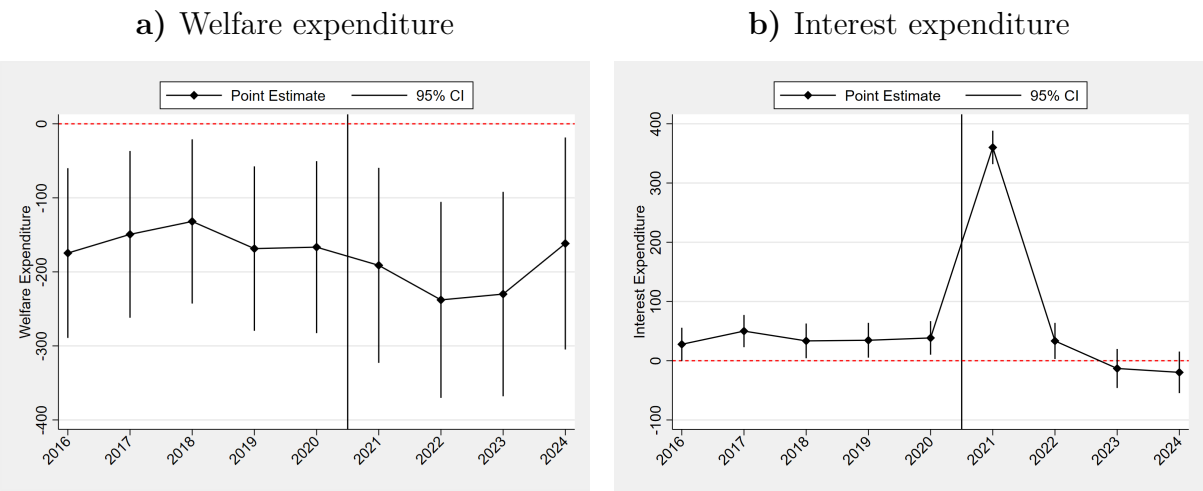 a) Welfare expenditure
Point Estimate 95% CI
Welfare Expenditure
0
-100
-200
-300
-400
2016 2017 2018 2019 2020 2021 2022 2023 2024
b) Interest expenditure
Point Estimate 95% CI
Interest Expenditure
400
300
200
100
0
-100
2016 2017 2018 2019 2020 2021 2022 2023 2024